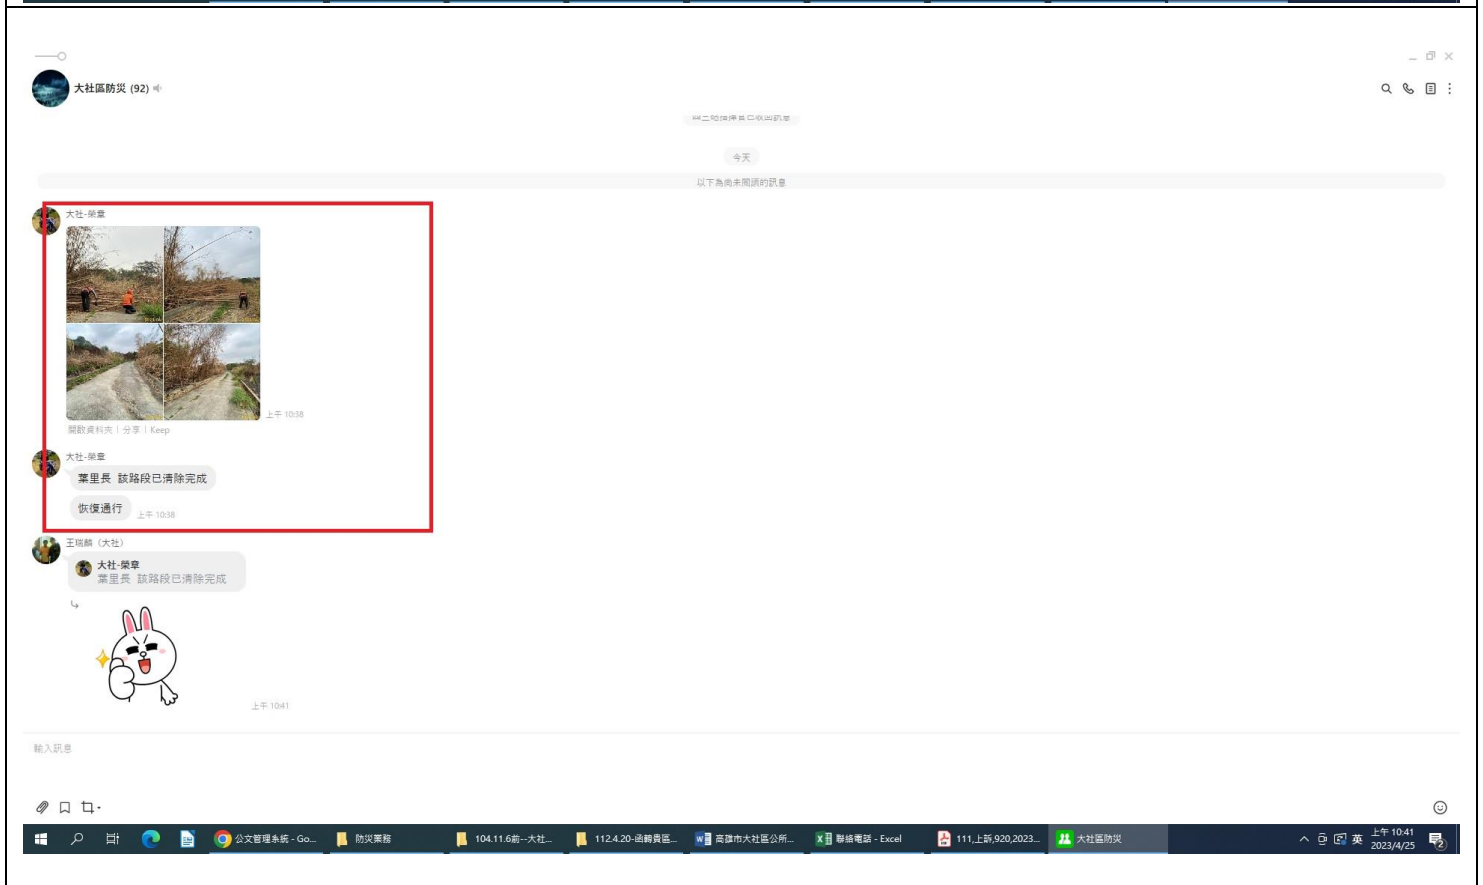 大社區防災 (92)
今天
以下為尚未閱讀的訊息
大社-榮章
上午 10:38
開啟資料夾 | 分享 | Keep
大社-榮章
葉里長 該路段已清除完成
恢復通行
上午 10:38
王瑞麟（大社）
大社-榮章
葉里長 該路段已清除完成
上午 10:41
輸入訊息
公文管理系統 - Go...
防災業務
104.11.6前--大社...
112.4.20-函轉貴區...
高雄市大社區公所...
聯絡電話 - Excel
111,上訴,920,2023...
大社區防災
英
上午 10:41
2023/4/25
2